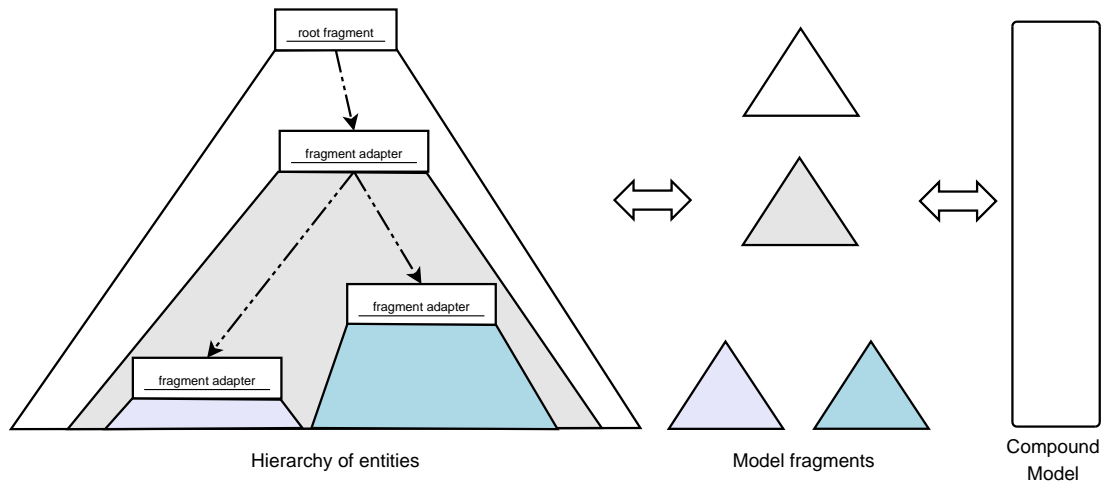 root fragment
fragment adapter
fragment adapter
fragment adapter
Hierarchy of entities
Model fragments
Compound
Model